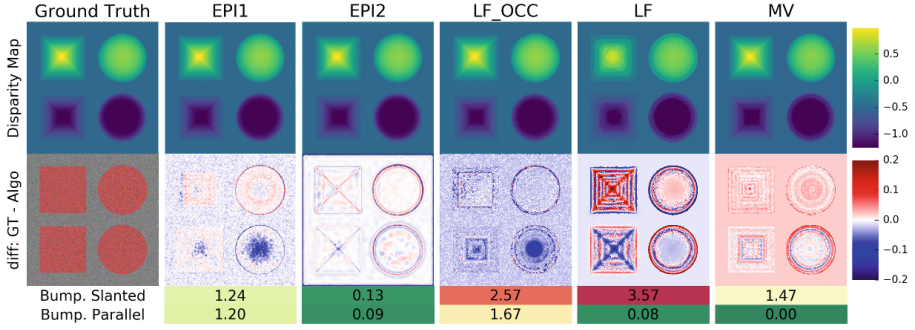 Ground Truth EPI1 EPI2 LF_OCC LF MV
Disparity Map
0.5
0.0
−0.5
−1.0
diff: GT - Algo
0.2
0.1
0.0
−0.1
−0.2
Bump. Slanted 1.24 0.13 2.57 3.57 1.47
Bump. Parallel 1.20 0.09 1.67 0.08 0.00